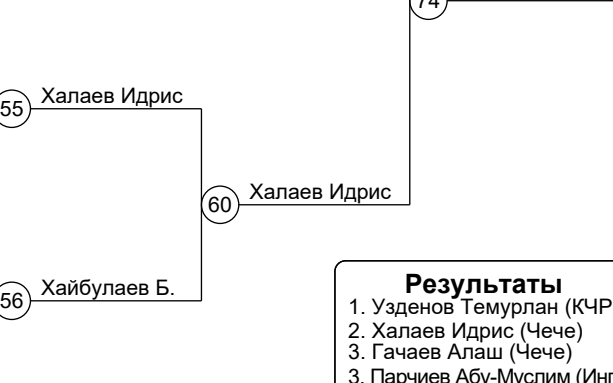 74
Халаев Идрис
55
Халаев Идрис
60
Хайбулаев Б.
56
Результаты
1. Узденов Темурлан (КЧР
2. Халаев Идрис (Чече)
3. Гачаев Алаш (Чече)
3. Парчиев Абу-Муслим (Инг